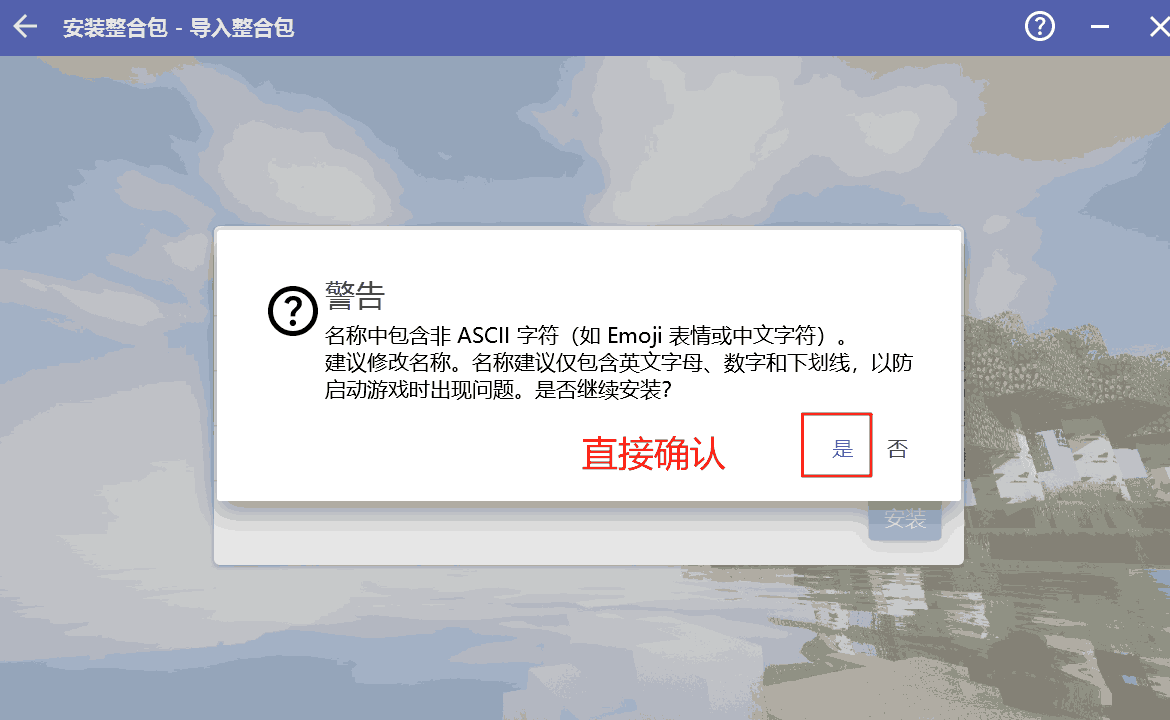 安装整合包 - 导入整合包
警告
名称中包含非 ASCII 字符（如 Emoji 表情或中文字符）。
建议修改名称。名称建议仅包含英文字母、数字和下划线，以防
启动游戏时出现问题。是否继续安装？
直接确认
是
否
安装